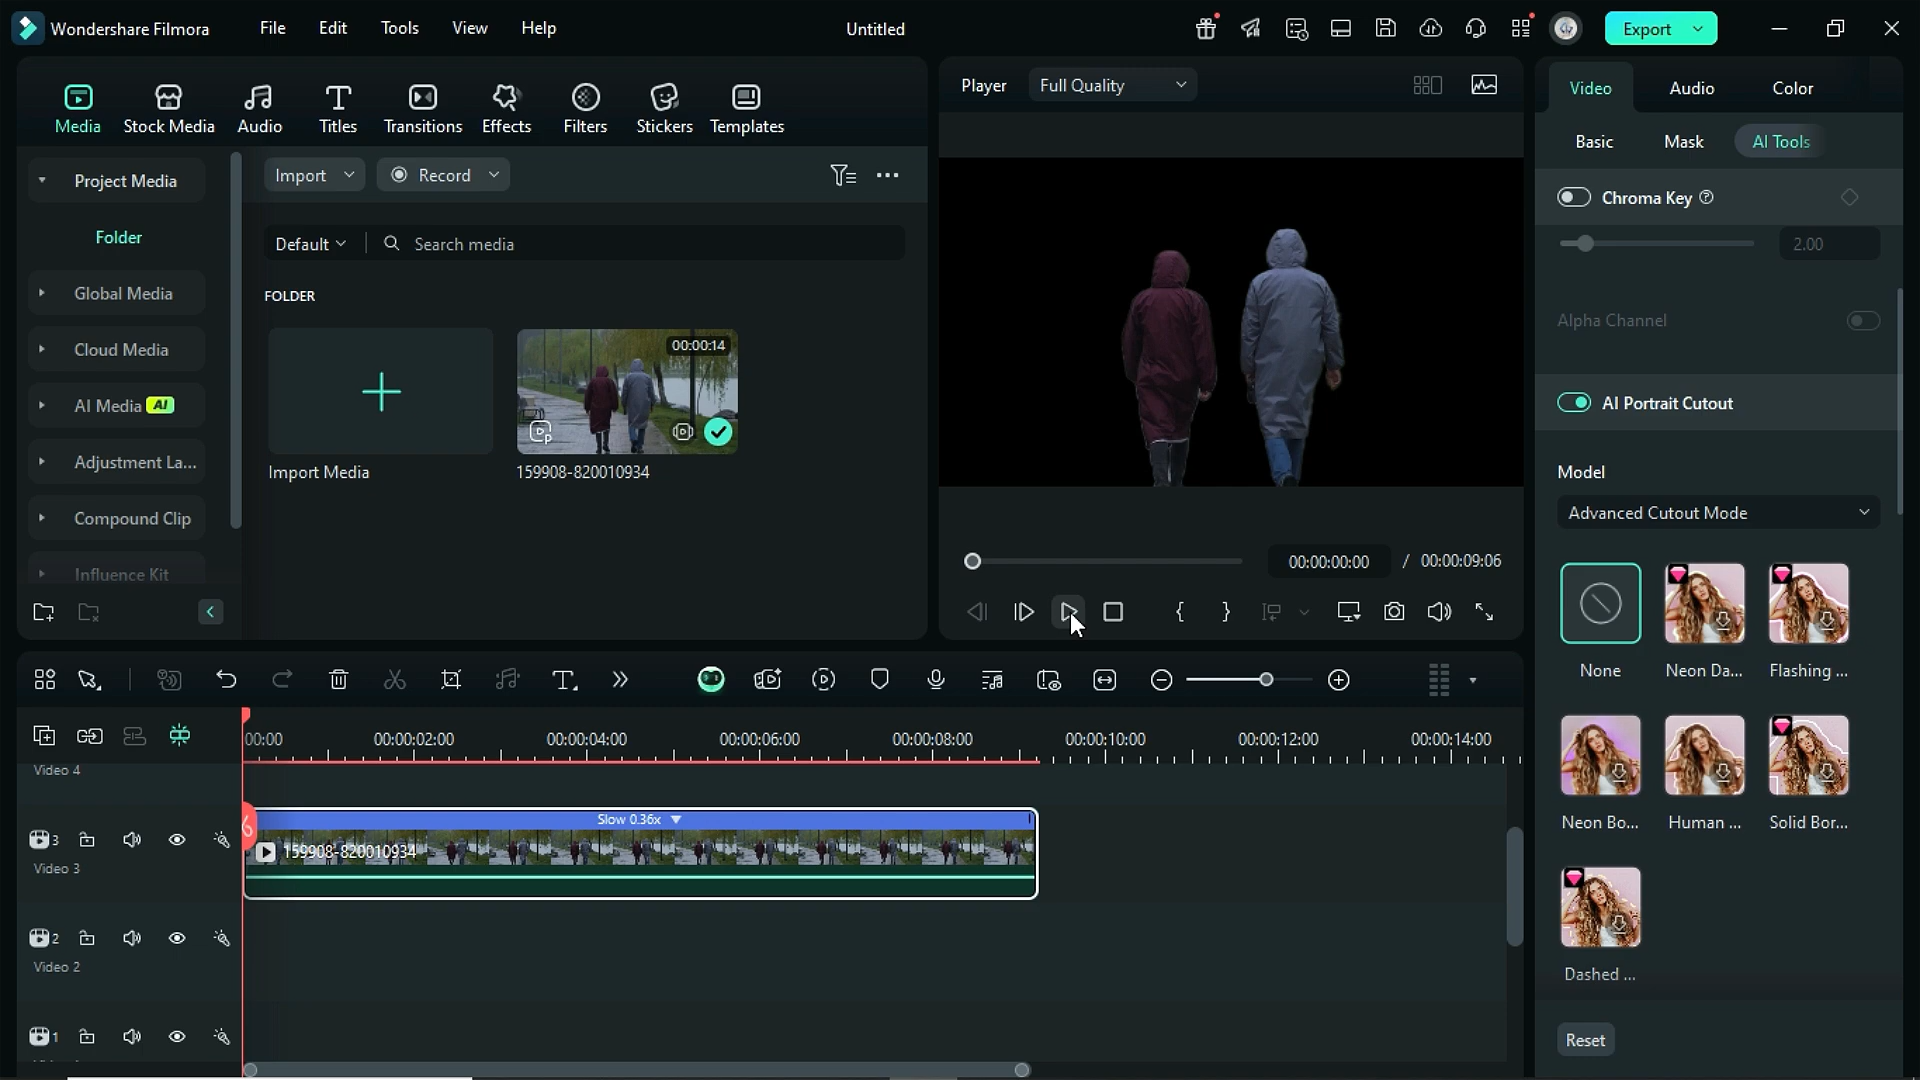 Wondershare Filmora
File
Edit
Tools
View
Help
Untitled
Export
Media
Stock Media
Audio
Titles
Transitions
Effects
Filters
Stickers
Templates
Project Media
Folder
Global Media
Cloud Media
AI Media AI
Adjustment La...
Compound Clip
Influence Kit
Import
Record
Default
Search media
FOLDER
Import Media
00:00:14
159908-820010934
Player
Full Quality
00:00:00:00 / 00:00:09:06
Video
Audio
Color
Basic
Mask
AI Tools
Chroma Key
2.00
Alpha Channel
AI Portrait Cutout
Model
Advanced Cutout Mode
None
Neon Da...
Flashing ...
Neon Bo...
Human ...
Solid Bor...
Dashed ...
Reset
00:00
00:00:02:00
00:00:04:00
00:00:06:00
00:00:08:00
00:00:10:00
00:00:12:00
00:00:14:00
Video 4
3
Video 3
Slow 0.36x
159908-820010934
2
Video 2
1